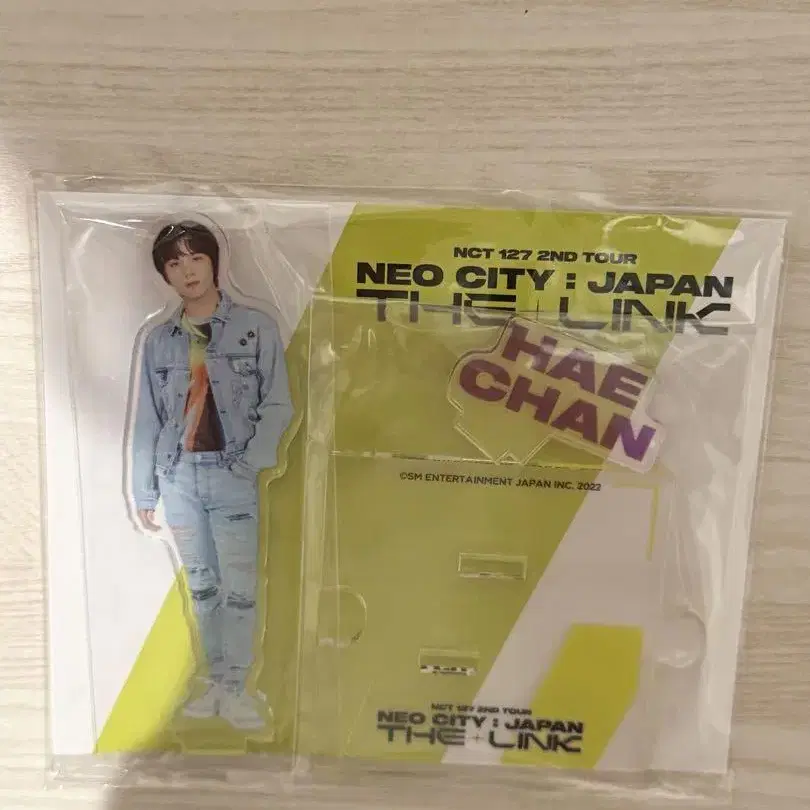 NCT 127 2ND TOUR
NEO CITY : JAPAN
THE LINK
HAE
CHAN
©SM ENTERTAINMENT JAPAN INC. 2022
NCT 127 2ND TOUR
NEO CITY : JAPAN
THE LINK